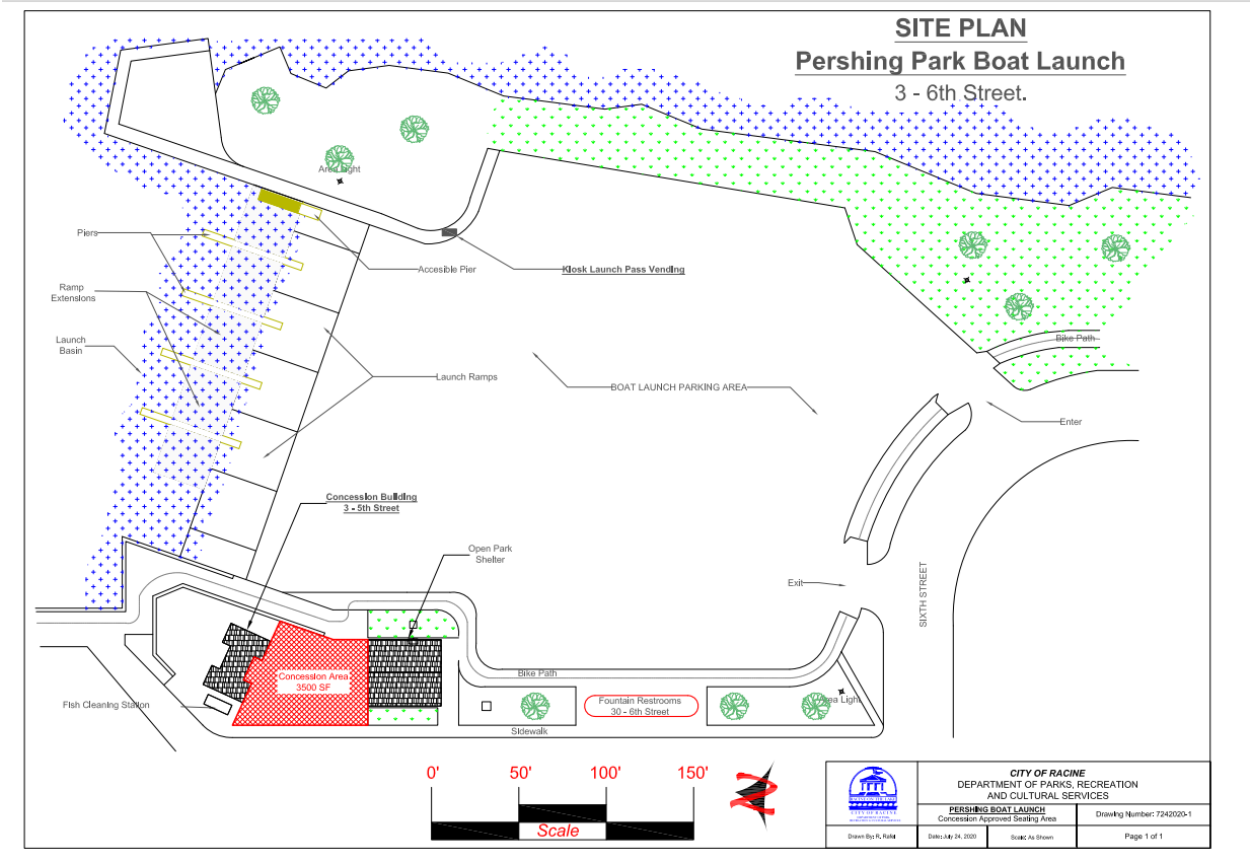 SITE PLAN
Pershing Park Boat Launch
3 - 6th Street.
Area Light
Piers
Accesible Pier
Kiosk Launch Pass Vending
Ramp
Extensions
Launch
Basin
Launch Ramps
BOAT LAUNCH PARKING AREA
Bike Path
Enter
Concession Building
3 - 5th Street
Open Park
Shelter
Exit
SIXTH STREET
Concession Area
3500 SF
Bike Path
Fish Cleaning Station
Fountain Restrooms
30 - 6th Street
Area Light
Sidewalk
0' 50' 100' 150'
Scale
CITY OF RACINE
DEPARTMENT OF PARKS, RECREATION
AND CULTURAL SERVICES
PERSHING BOAT LAUNCH
Concession Approved Seating Area
Drawing Number: 7242020-1
Date: July 24, 2020
Scale: As Shown
Page 1 of 1
CITY OF RACINE
Drawn By: R.